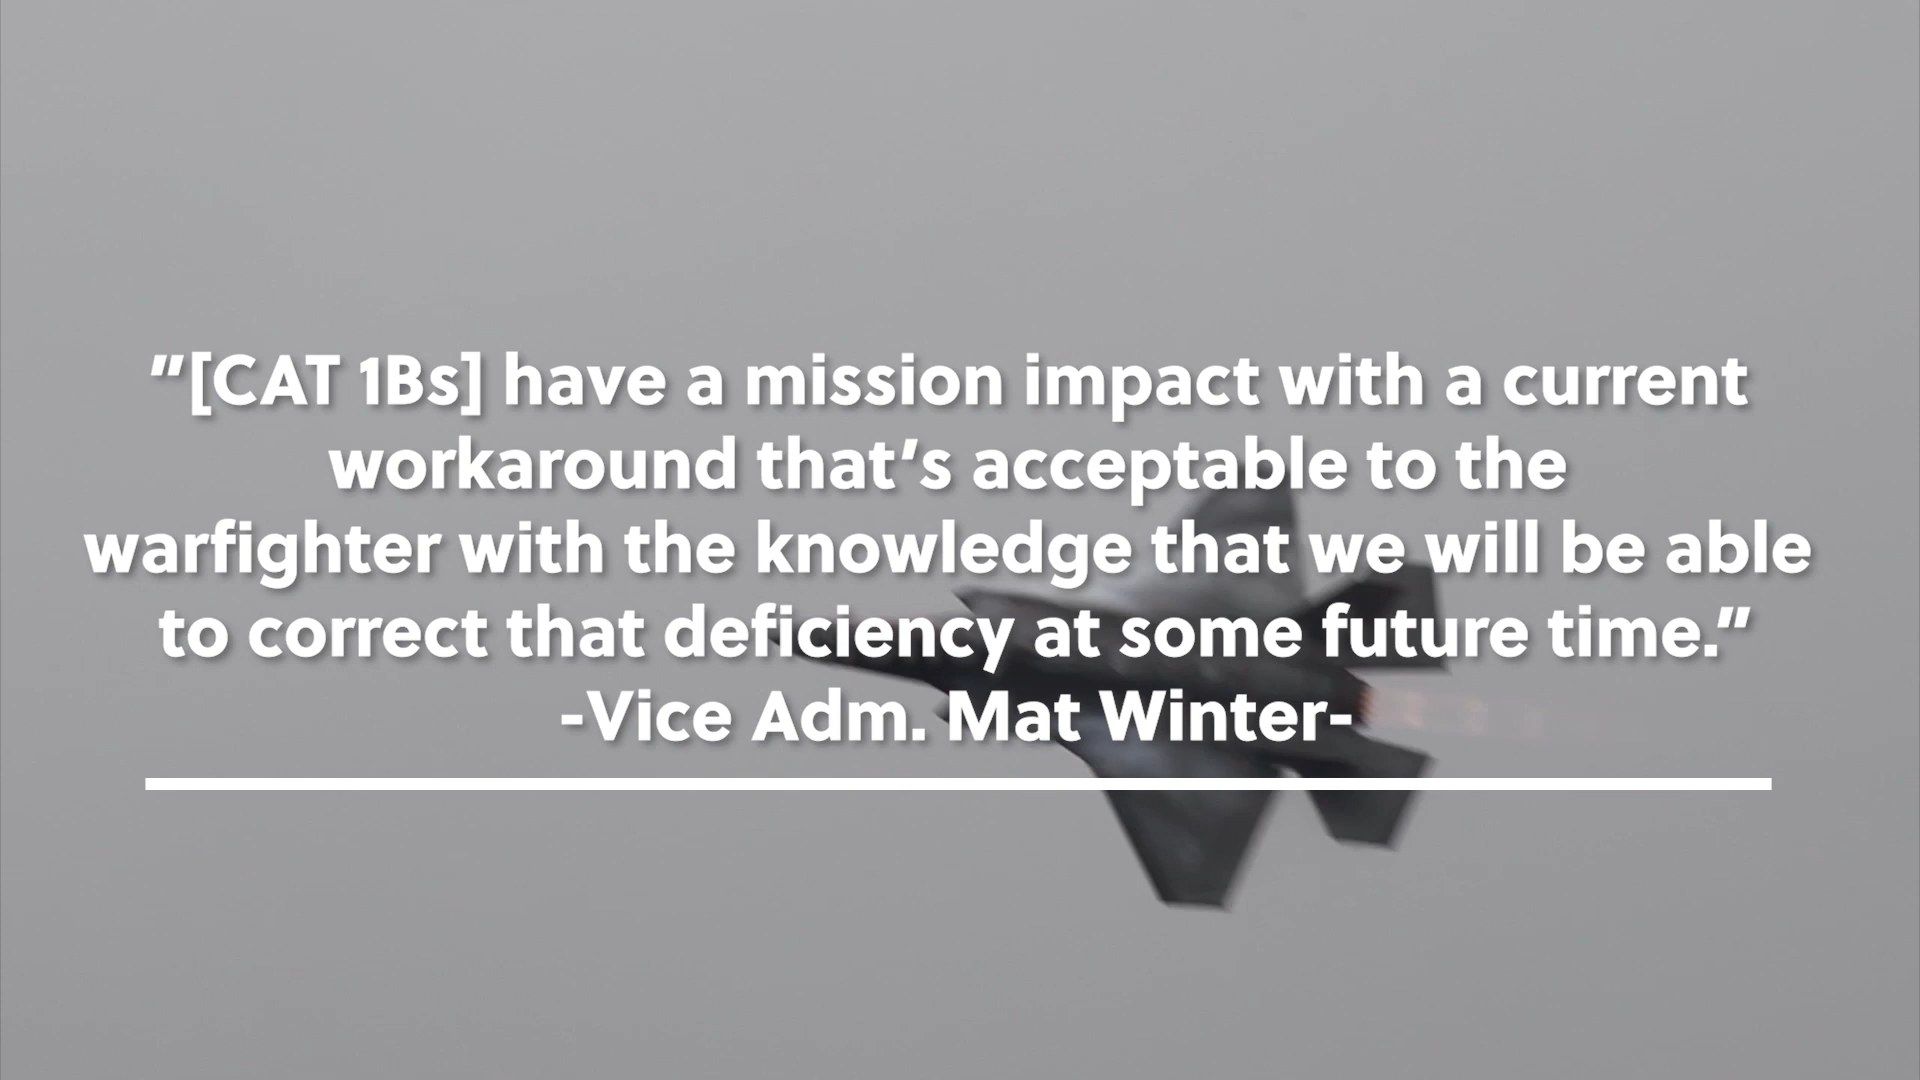 "[CAT 1Bs] have a mission impact with a current
workaround that's acceptable to the
warfighter with the knowledge that we will be able
to correct that deficiency at some future time."
-Vice Adm. Mat Winter-